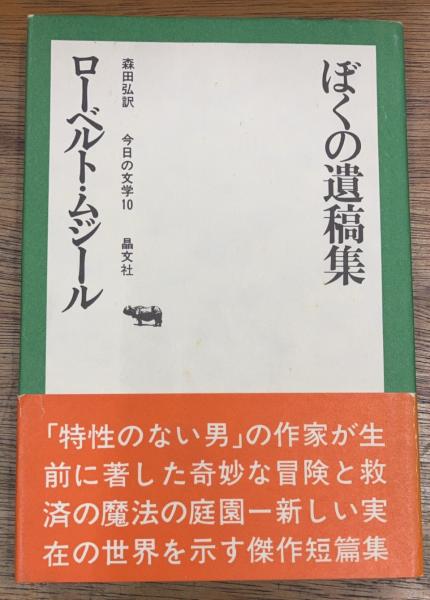 ぼくの遺稿集
森田弘訳 今日の文学10 晶文社
ローベルト・ムジール
「特性のない男」の作家が生
前に著した奇妙な冒険と救
済の魔法の庭園ー新しい実
在の世界を示す傑作短篇集